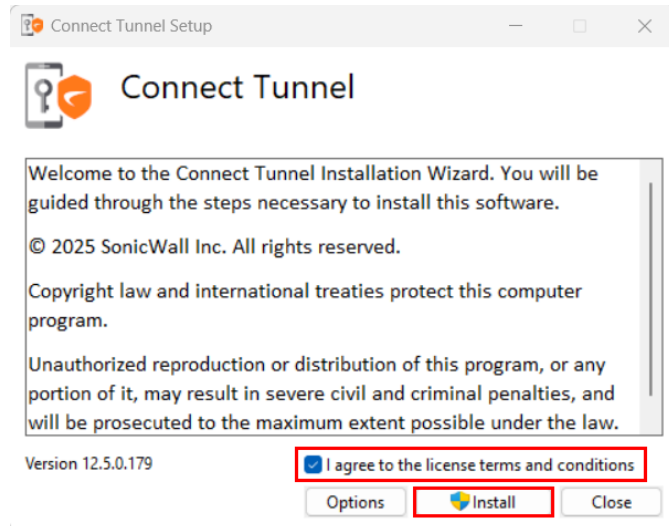 Connect Tunnel Setup
Connect Tunnel
Welcome to the Connect Tunnel Installation Wizard. You will be
guided through the steps necessary to install this software.
© 2025 SonicWall Inc. All rights reserved.
Copyright law and international treaties protect this computer
program.
Unauthorized reproduction or distribution of this program, or any
portion of it, may result in severe civil and criminal penalties, and
will be prosecuted to the maximum extent possible under the law.
Version 12.5.0.179
I agree to the license terms and conditions
Options
Install
Close